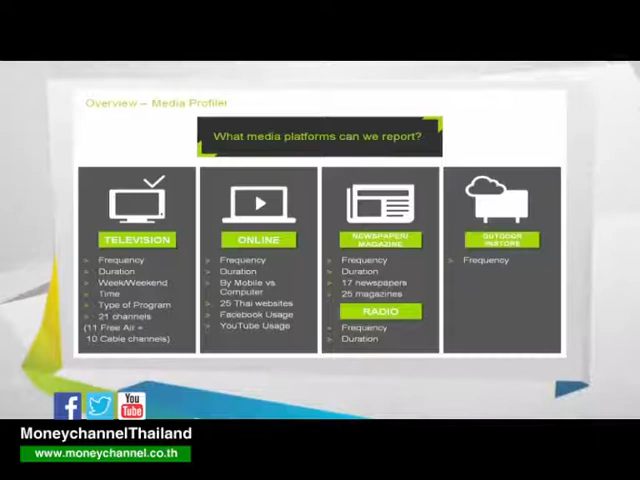 Overview – Media Profiler
What media platforms can we report?
TELEVISION
Frequency
Duration
Week/Weekend
Time
Type of Program
21 channels
(11 Free Air +
10 Cable channels)
ONLINE
Frequency
Duration
By Mobile vs
Computer
25 Thai websites
Facebook Usage
YouTube Usage
NEWSPAPER/
MAGAZINE
Frequency
Duration
17 newspapers
25 magazines
RADIO
Frequency
Duration
OUTDOOR
INSTORE
Frequency
You
Tube
MoneychannelThailand
www.moneychannel.co.th